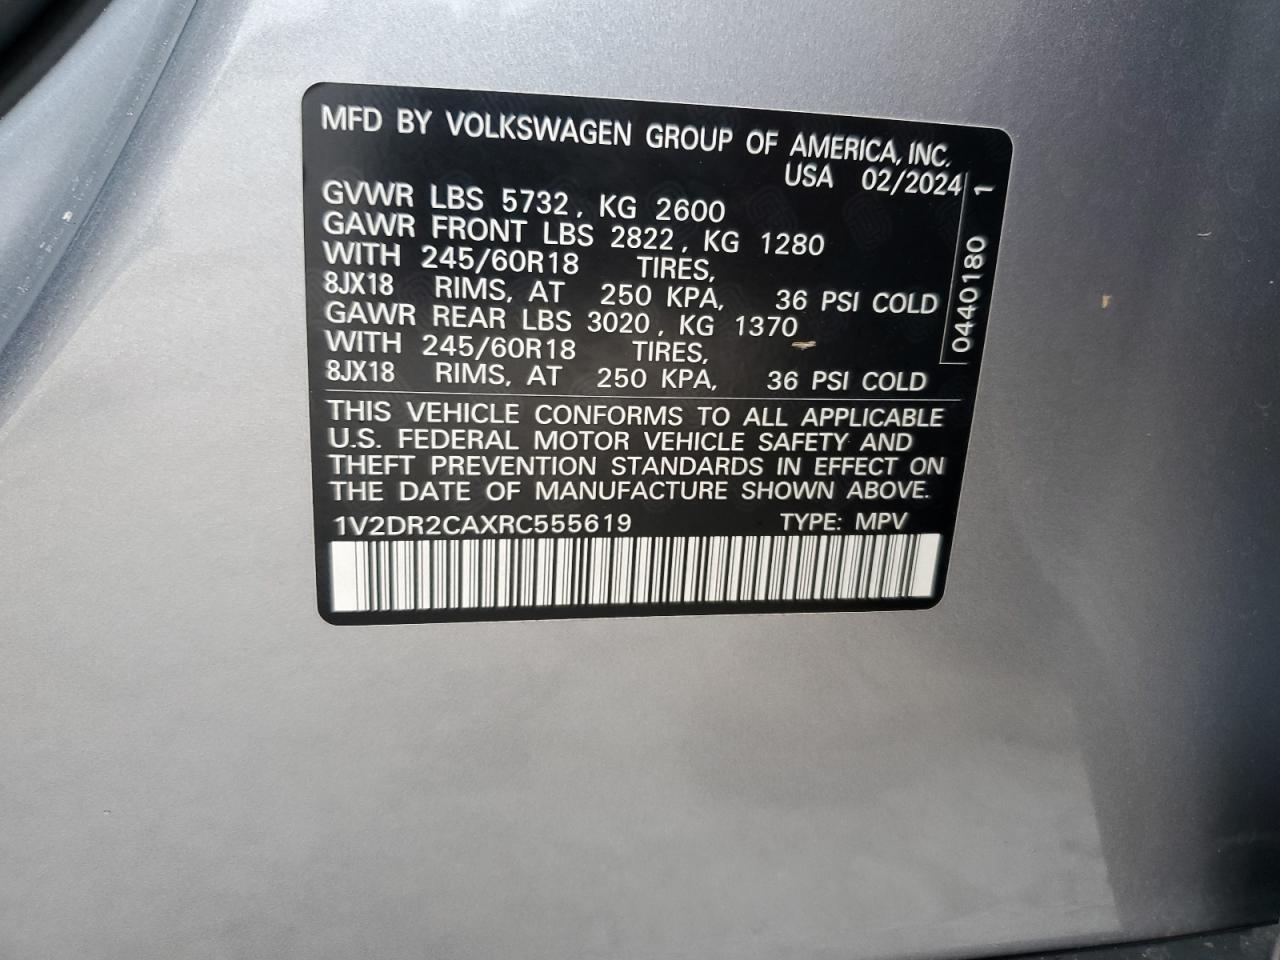 MFD BY VOLKSWAGEN GROUP OF AMERICA, INC.
USA 02/2024
GVWR LBS 5732, KG 2600
GAWR FRONT LBS 2822, KG 1280
WITH 245/60R18 TIRES,
8JX18 RIMS, AT 250 KPA, 36 PSI COLD
GAWR REAR LBS 3020, KG 1370
WITH 245/60R18 TIRES,
8JX18 RIMS, AT 250 KPA, 36 PSI COLD
0440180 1
THIS VEHICLE CONFORMS TO ALL APPLICABLE
U.S. FEDERAL MOTOR VEHICLE SAFETY AND
THEFT PREVENTION STANDARDS IN EFFECT ON
THE DATE OF MANUFACTURE SHOWN ABOVE.
1V2DR2CAXRC555619 TYPE: MPV